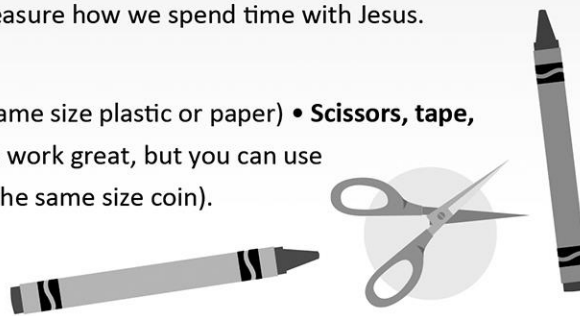 easure how we spend time with Jesus.
ame size plastic or paper) • Scissors, tape,
work great, but you can use
he same size coin).